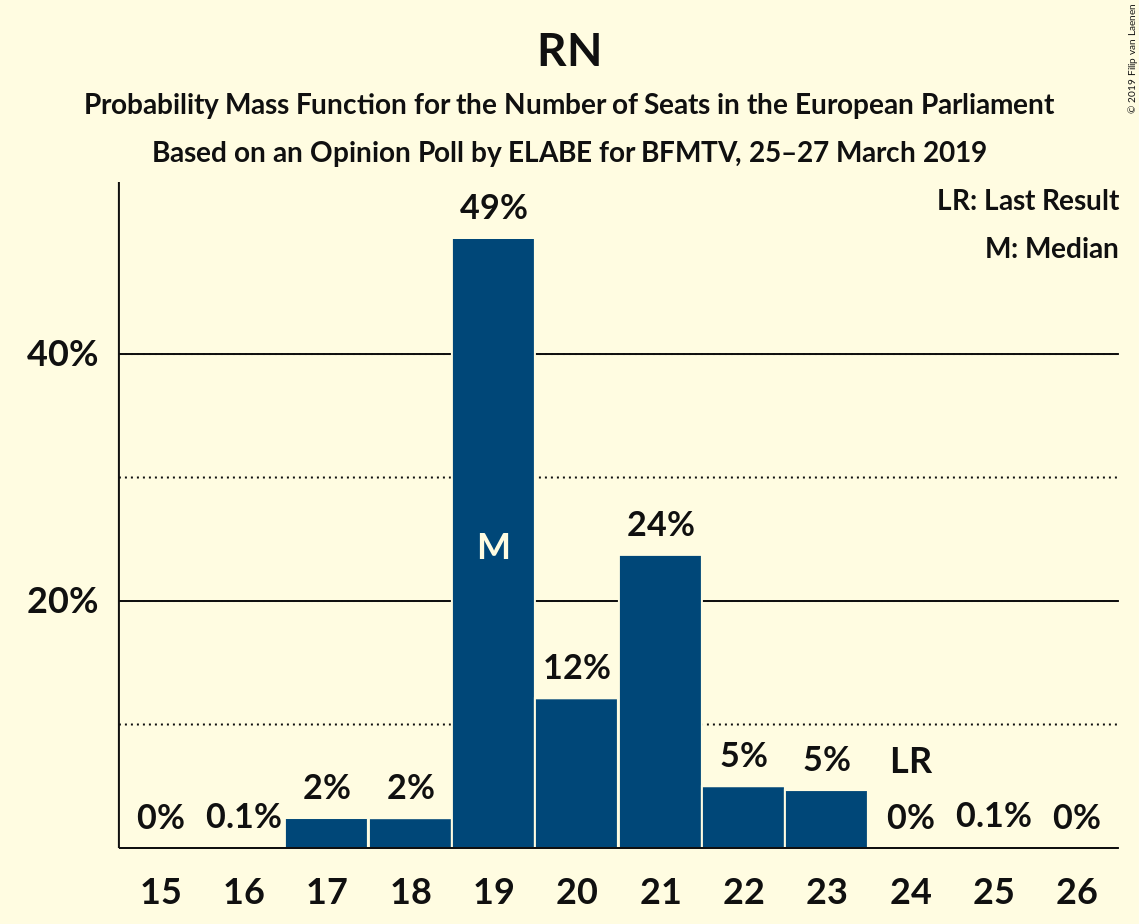 RN
Probability Mass Function for the Number of Seats in the European Parliament
Based on an Opinion Poll by ELABE for BFMTV, 25–27 March 2019
© 2019 Filip van Laenen
LR: Last Result
M: Median
40%
20%
0%
0.1%
2%
2%
49%
M
12%
24%
5%
5%
LR
0%
0.1%
0%
15 16 17 18 19 20 21 22 23 24 25 26